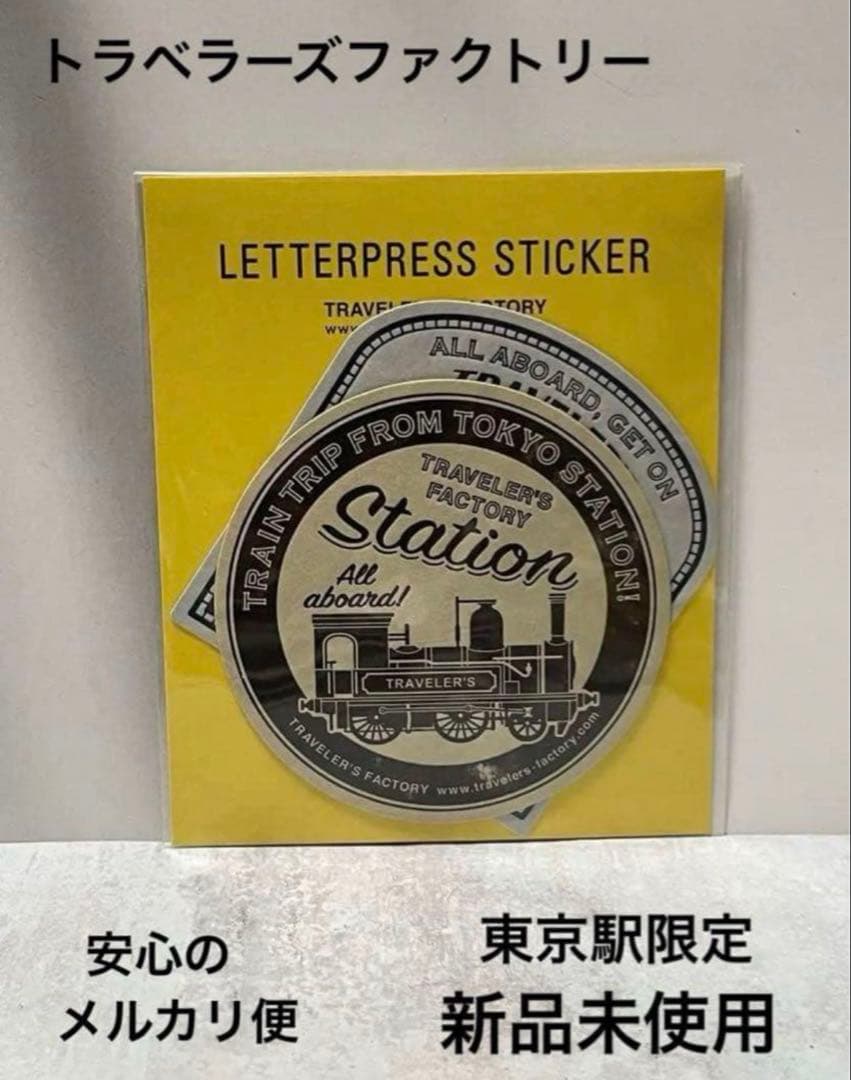 トラベラーズファクトリー
LETTERPRESS STICKER
ALL ABOARD, GET ON
TRAIN TRIP FROM TOKYO STATION!
TRAVELER'S
FACTORY
Station
All
aboard!
TRAVELER'S
TRAVELER'S FACTORY www.travelers-factory.com
安心の
メルカリ便
東京駅限定
新品未使用